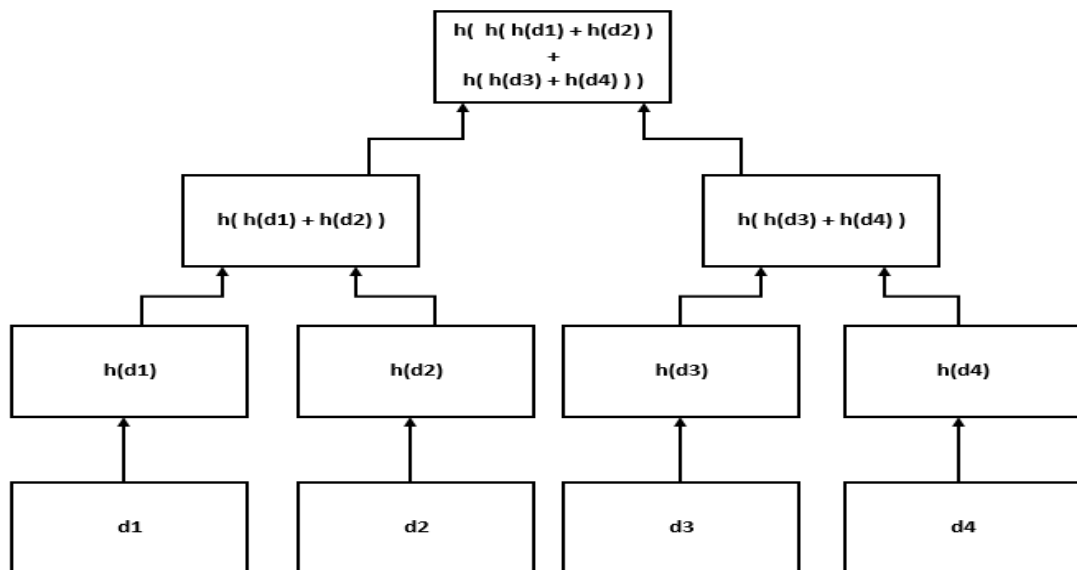 h(  h( h(d1) + h(d2) )
+
h( h(d3) + h(d4) ) )
h( h(d1) + h(d2) )
h( h(d3) + h(d4) )
h(d1)
h(d2)
h(d3)
h(d4)
d1
d2
d3
d4